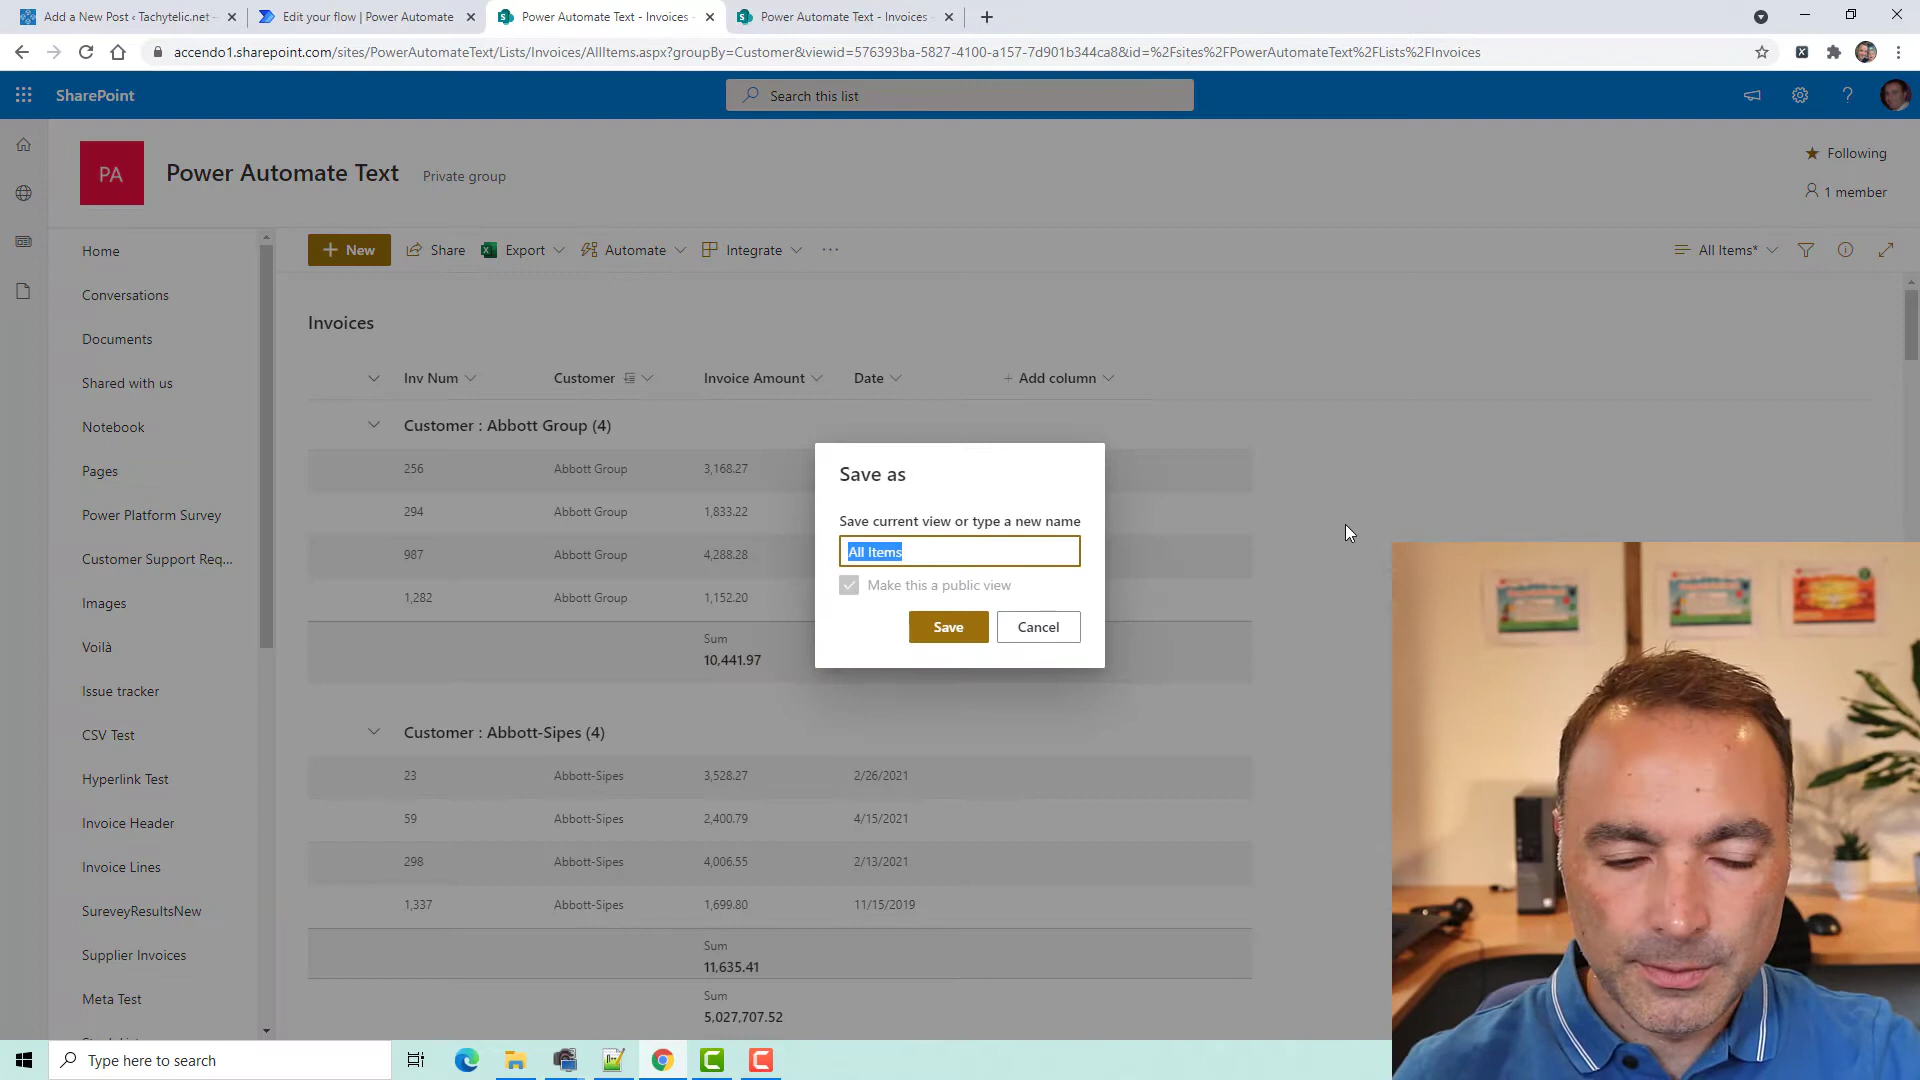 Add a New Post ‹ Tachytelic.net
Edit your flow | Power Automate
Power Automate Text - Invoices -
Power Automate Text - Invoices -
accendo1.sharepoint.com/sites/PowerAutomateText/Lists/Invoices/AllItems.aspx?groupBy=Customer&viewid=576393ba-5827-4100-a157-7d901b344ca8&id=%2Fsites%2FPowerAutomateText%2FLists%2FInvoices
SharePoint
Search this list
PA
Power Automate Text
Private group
Following
1 member
Home
Conversations
Documents
Shared with us
Notebook
Pages
Power Platform Survey
Customer Support Req...
Images
Voilà
Issue tracker
CSV Test
Hyperlink Test
Invoice Header
Invoice Lines
SureveyResultsNew
Supplier Invoices
Meta Test
+ New
Share
Export
Automate
Integrate
...
All Items*
Invoices
Inv Num Customer Invoice Amount Date + Add column
Customer : Abbott Group (4)
256 Abbott Group 3,168.27
294 Abbott Group 1,833.22
987 Abbott Group 4,288.28
1,282 Abbott Group 1,152.20
Sum
10,441.97
Customer : Abbott-Sipes (4)
23 Abbott-Sipes 3,528.27 2/26/2021
59 Abbott-Sipes 2,400.79 4/15/2021
298 Abbott-Sipes 4,006.55 2/13/2021
1,337 Abbott-Sipes 1,699.80 11/15/2019
Sum
11,635.41
Sum
5,027,707.52
Save as
Save current view or type a new name
All Items
Make this a public view
Save
Cancel
Type here to search